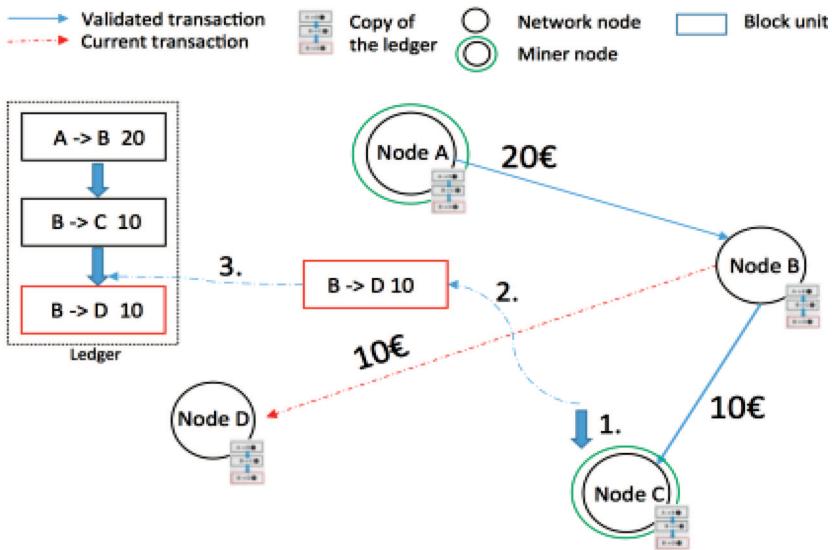 Validated transaction
Current transaction
Copy of
the ledger
Network node
Miner node
Block unit
A -> B 20
B -> C 10
B -> D 10
Ledger
Node A
20€
Node B
3.
B -> D 10
2.
10€
Node D
10€
1.
Node C